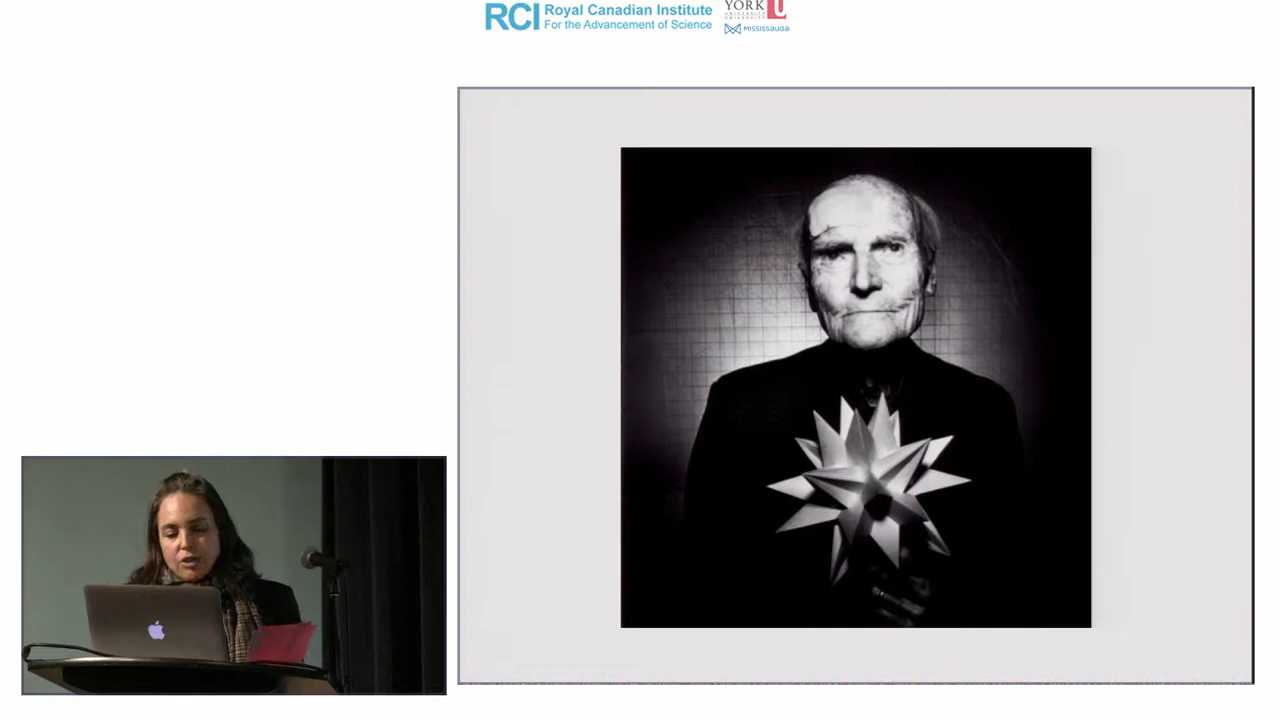 RCI Royal Canadian Institute
For the Advancement of Science
YORK U
MISSISSAUGA